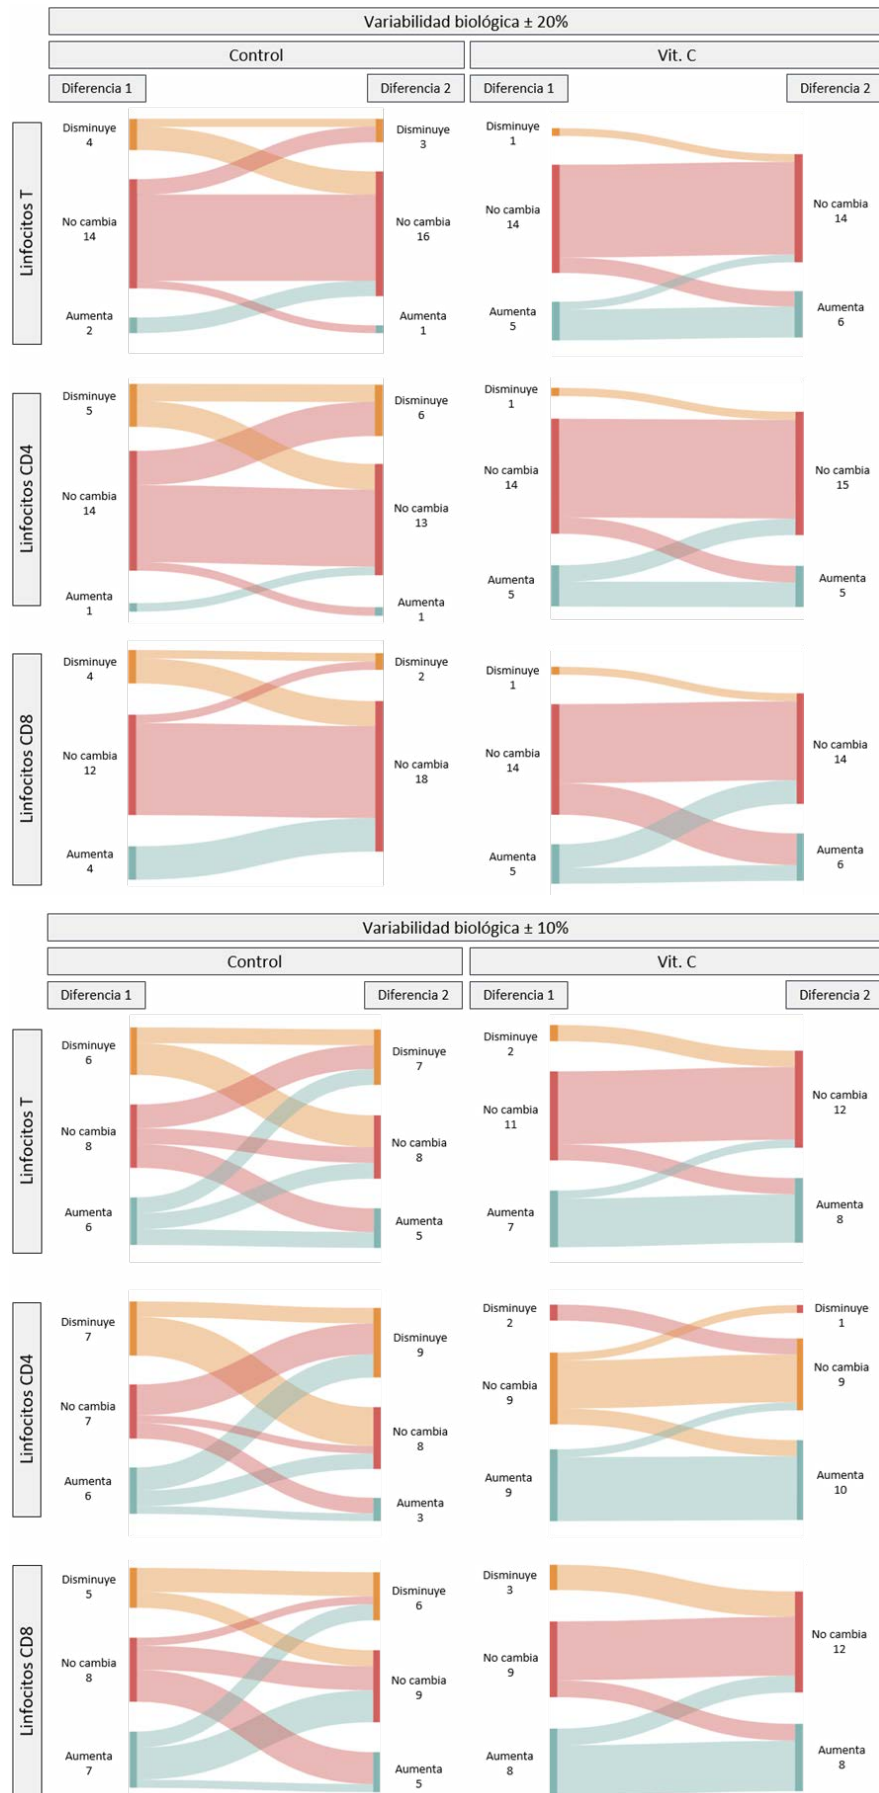 Variabilidad biológica ± 20%
Control
Vit. C
Diferencia 1
Diferencia 2
Diferencia 1
Diferencia 2
Linfocitos T
Disminuye
4
No cambia
14
Aumenta
2
Disminuye
3
No cambia
16
Aumenta
1
Disminuye
1
No cambia
14
Aumenta
5
No cambia
14
Aumenta
6
Linfocitos CD4
Disminuye
5
No cambia
14
Aumenta
1
Disminuye
6
No cambia
13
Aumenta
1
Disminuye
1
No cambia
14
Aumenta
5
No cambia
15
Aumenta
5
Linfocitos CD8
Disminuye
4
No cambia
12
Aumenta
4
Disminuye
2
No cambia
18
Disminuye
1
No cambia
14
Aumenta
5
No cambia
14
Aumenta
6
Variabilidad biológica ± 10%
Control
Vit. C
Diferencia 1
Diferencia 2
Diferencia 1
Diferencia 2
Linfocitos T
Disminuye
6
No cambia
8
Aumenta
6
Disminuye
7
No cambia
8
Aumenta
5
Disminuye
2
No cambia
11
Aumenta
7
No cambia
12
Aumenta
8
Linfocitos CD4
Disminuye
7
No cambia
7
Aumenta
6
Disminuye
9
No cambia
8
Aumenta
3
Disminuye
2
No cambia
9
Aumenta
9
Disminuye
1
No cambia
9
Aumenta
10
Linfocitos CD8
Disminuye
5
No cambia
8
Aumenta
7
Disminuye
6
No cambia
9
Aumenta
5
Disminuye
3
No cambia
9
Aumenta
8
No cambia
12
Aumenta
8